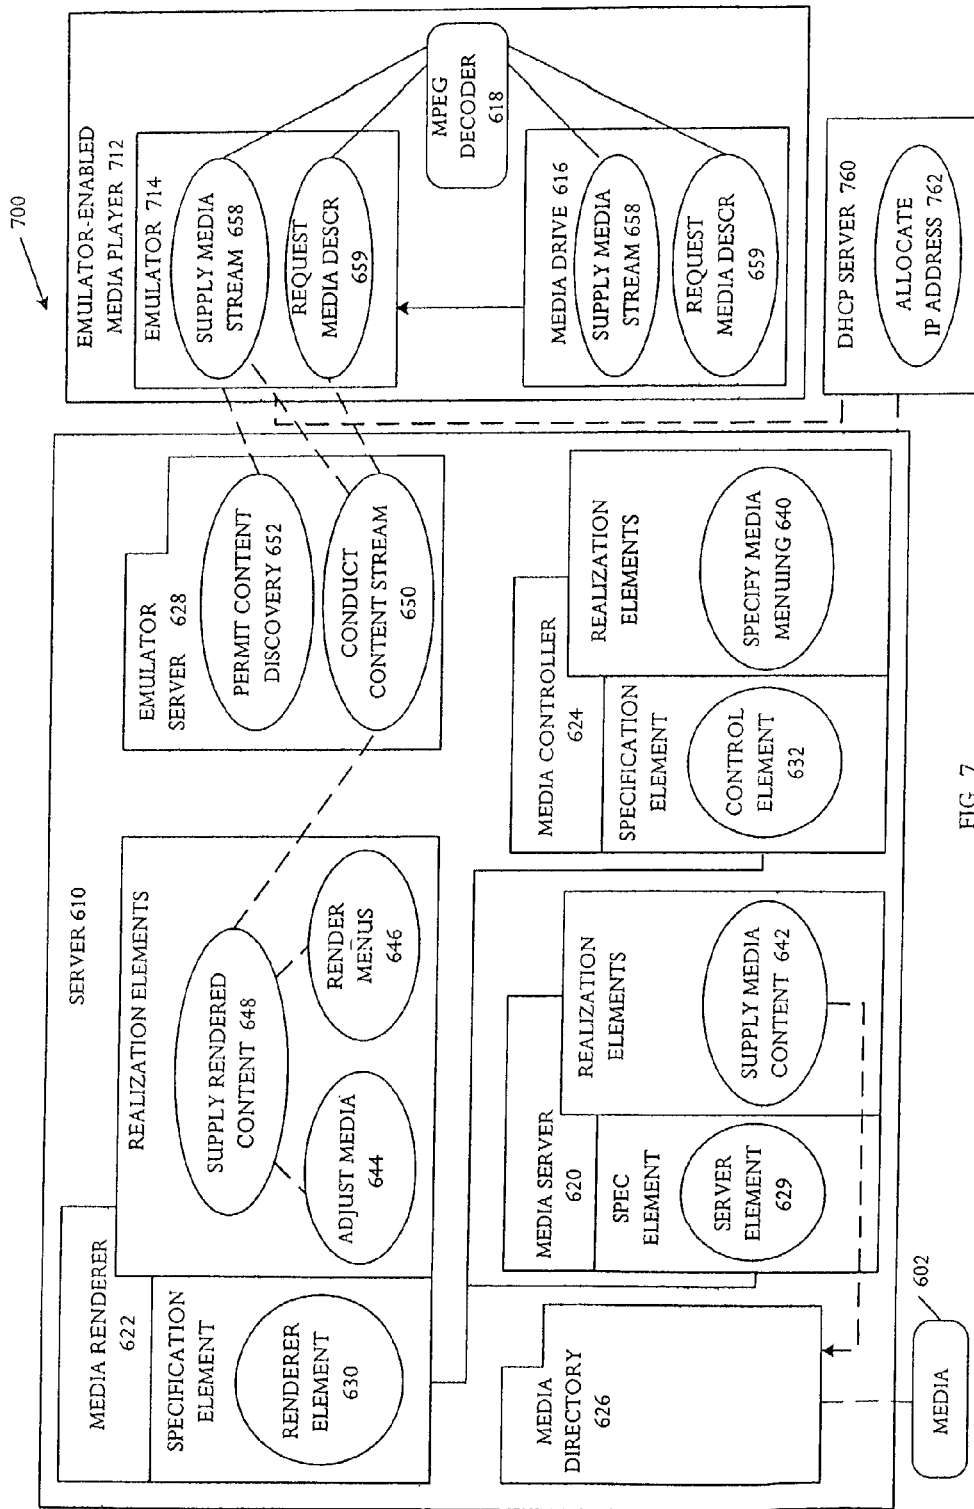 700
EMULATOR-ENABLED
MEDIA PLAYER 712
EMULATOR 714
SUPPLY MEDIA
STREAM 658
REQUEST
MEDIA DESCR
659
MPEG
DECODER
618
MEDIA DRIVE 616
SUPPLY MEDIA
STREAM 658
REQUEST
MEDIA DESCR
659
DHCP SERVER 760
ALLOCATE
IP ADDRESS 762
SERVER 610
MEDIA RENDERER
622
SPECIFICATION
ELEMENT
RENDERER
ELEMENT
630
REALIZATION ELEMENTS
SUPPLY RENDERED
CONTENT 648
ADJUST MEDIA
644
RENDER
MENUS
646
EMULATOR
SERVER 628
PERMIT CONTENT
DISCOVERY 652
CONDUCT
CONTENT STREAM
650
MEDIA
DIRECTORY
626
MEDIA SERVER
620
SPEC
ELEMENT
SERVER
ELEMENT
629
REALIZATION
ELEMENTS
SUPPLY MEDIA
CONTENT 642
MEDIA CONTROLLER
624
SPECIFICATION
ELEMENT
CONTROL
ELEMENT
632
REALIZATION
ELEMENTS
SPECIFY MEDIA
MENUING 640
602
MEDIA
FIG. 7